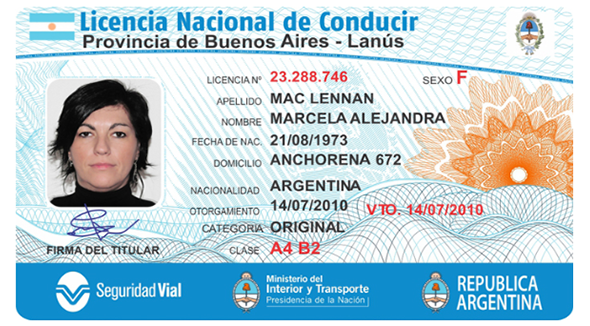 Licencia Nacional de Conducir
Provincia de Buenos Aires - Lanús
LICENCIA Nº 23.288.746 SEXO F
APELLIDO MAC LENNAN
NOMBRE MARCELA ALEJANDRA
FECHA DE NAC. 21/08/1973
DOMICILIO ANCHORENA 672
NACIONALIDAD ARGENTINA
OTORGAMIENTO 14/07/2010 VTO. 14/07/2010
CATEGORIA ORIGINAL
CLASE A4 B2
FIRMA DEL TITULAR
Seguridad Vial
Ministerio del
Interior y Transporte
Presidencia de la Nación
REPUBLICA
ARGENTINA